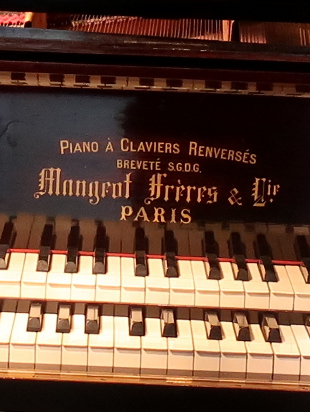 PIANO À CLAVIERS RENVERSÉS
BREVETÉ S.G.D.G.
Mangeot Frères & Cie
PARIS